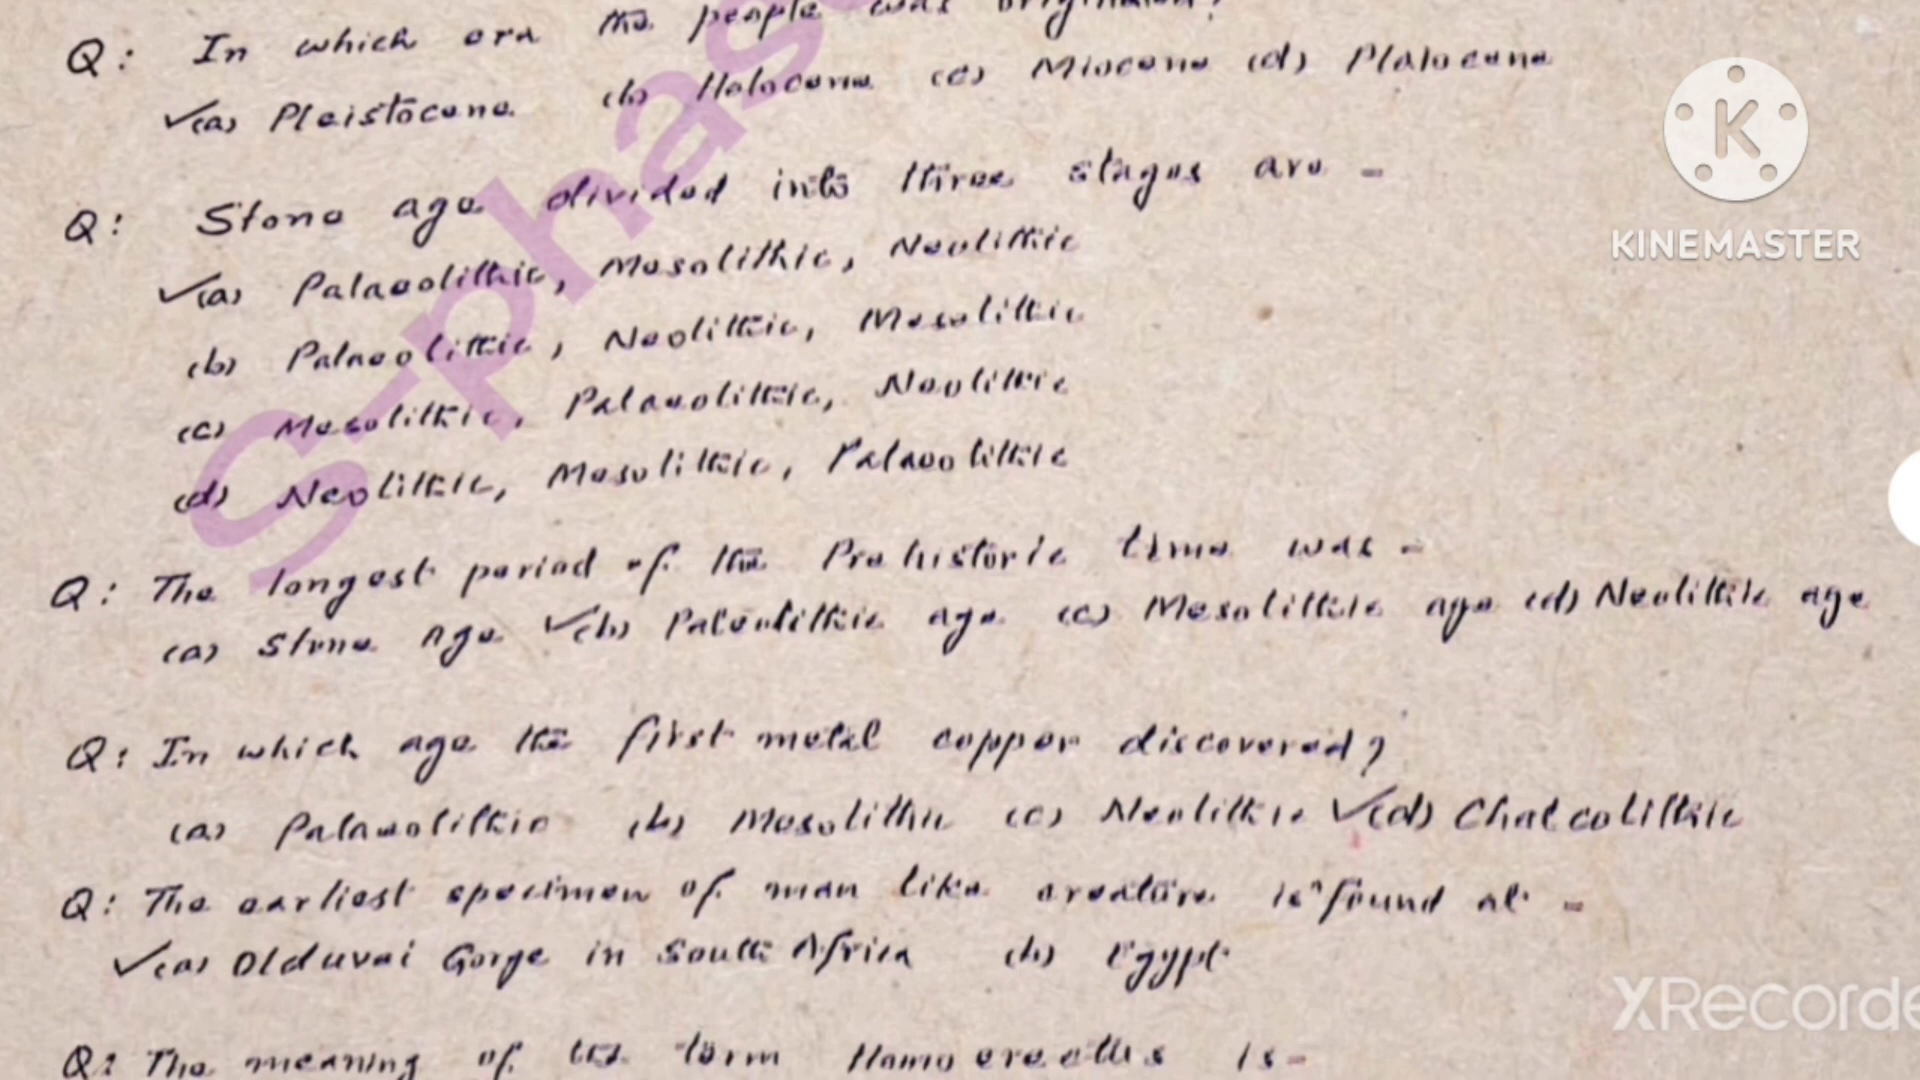 Q: In which era the people was originated?
✓(a) Pleistocene (b) Holocene (c) Miocene (d) Plalocene
Q: Stone age divided into three stages are -
✓(a) Palaeolithic, Mesolithic, Neolithic
(b) Palaeolithic, Neolithic, Mesolithic
(c) Mesolithic, Palaeolithic, Neolithic
(d) Neolithic, Mesolithic, Palaeolithic
Q: The longest period of the Prehistoric time was -
(a) Stone Age ✓(b) Paleolithic age (c) Mesolithic age (d) Neolithic age
Q: In which age the first metal copper discovered?
(a) Palaeolithic (b) Mesolithic (c) Neolithic ✓(d) Chalcolithic
Q: The earliest specimen of man like creature is found at -
✓(a) Olduvai Gorge in South Africa (b) Egypt
Q: The meaning of the term Homo erectus is -
S-phas
K
KINEMASTER
XRecorde